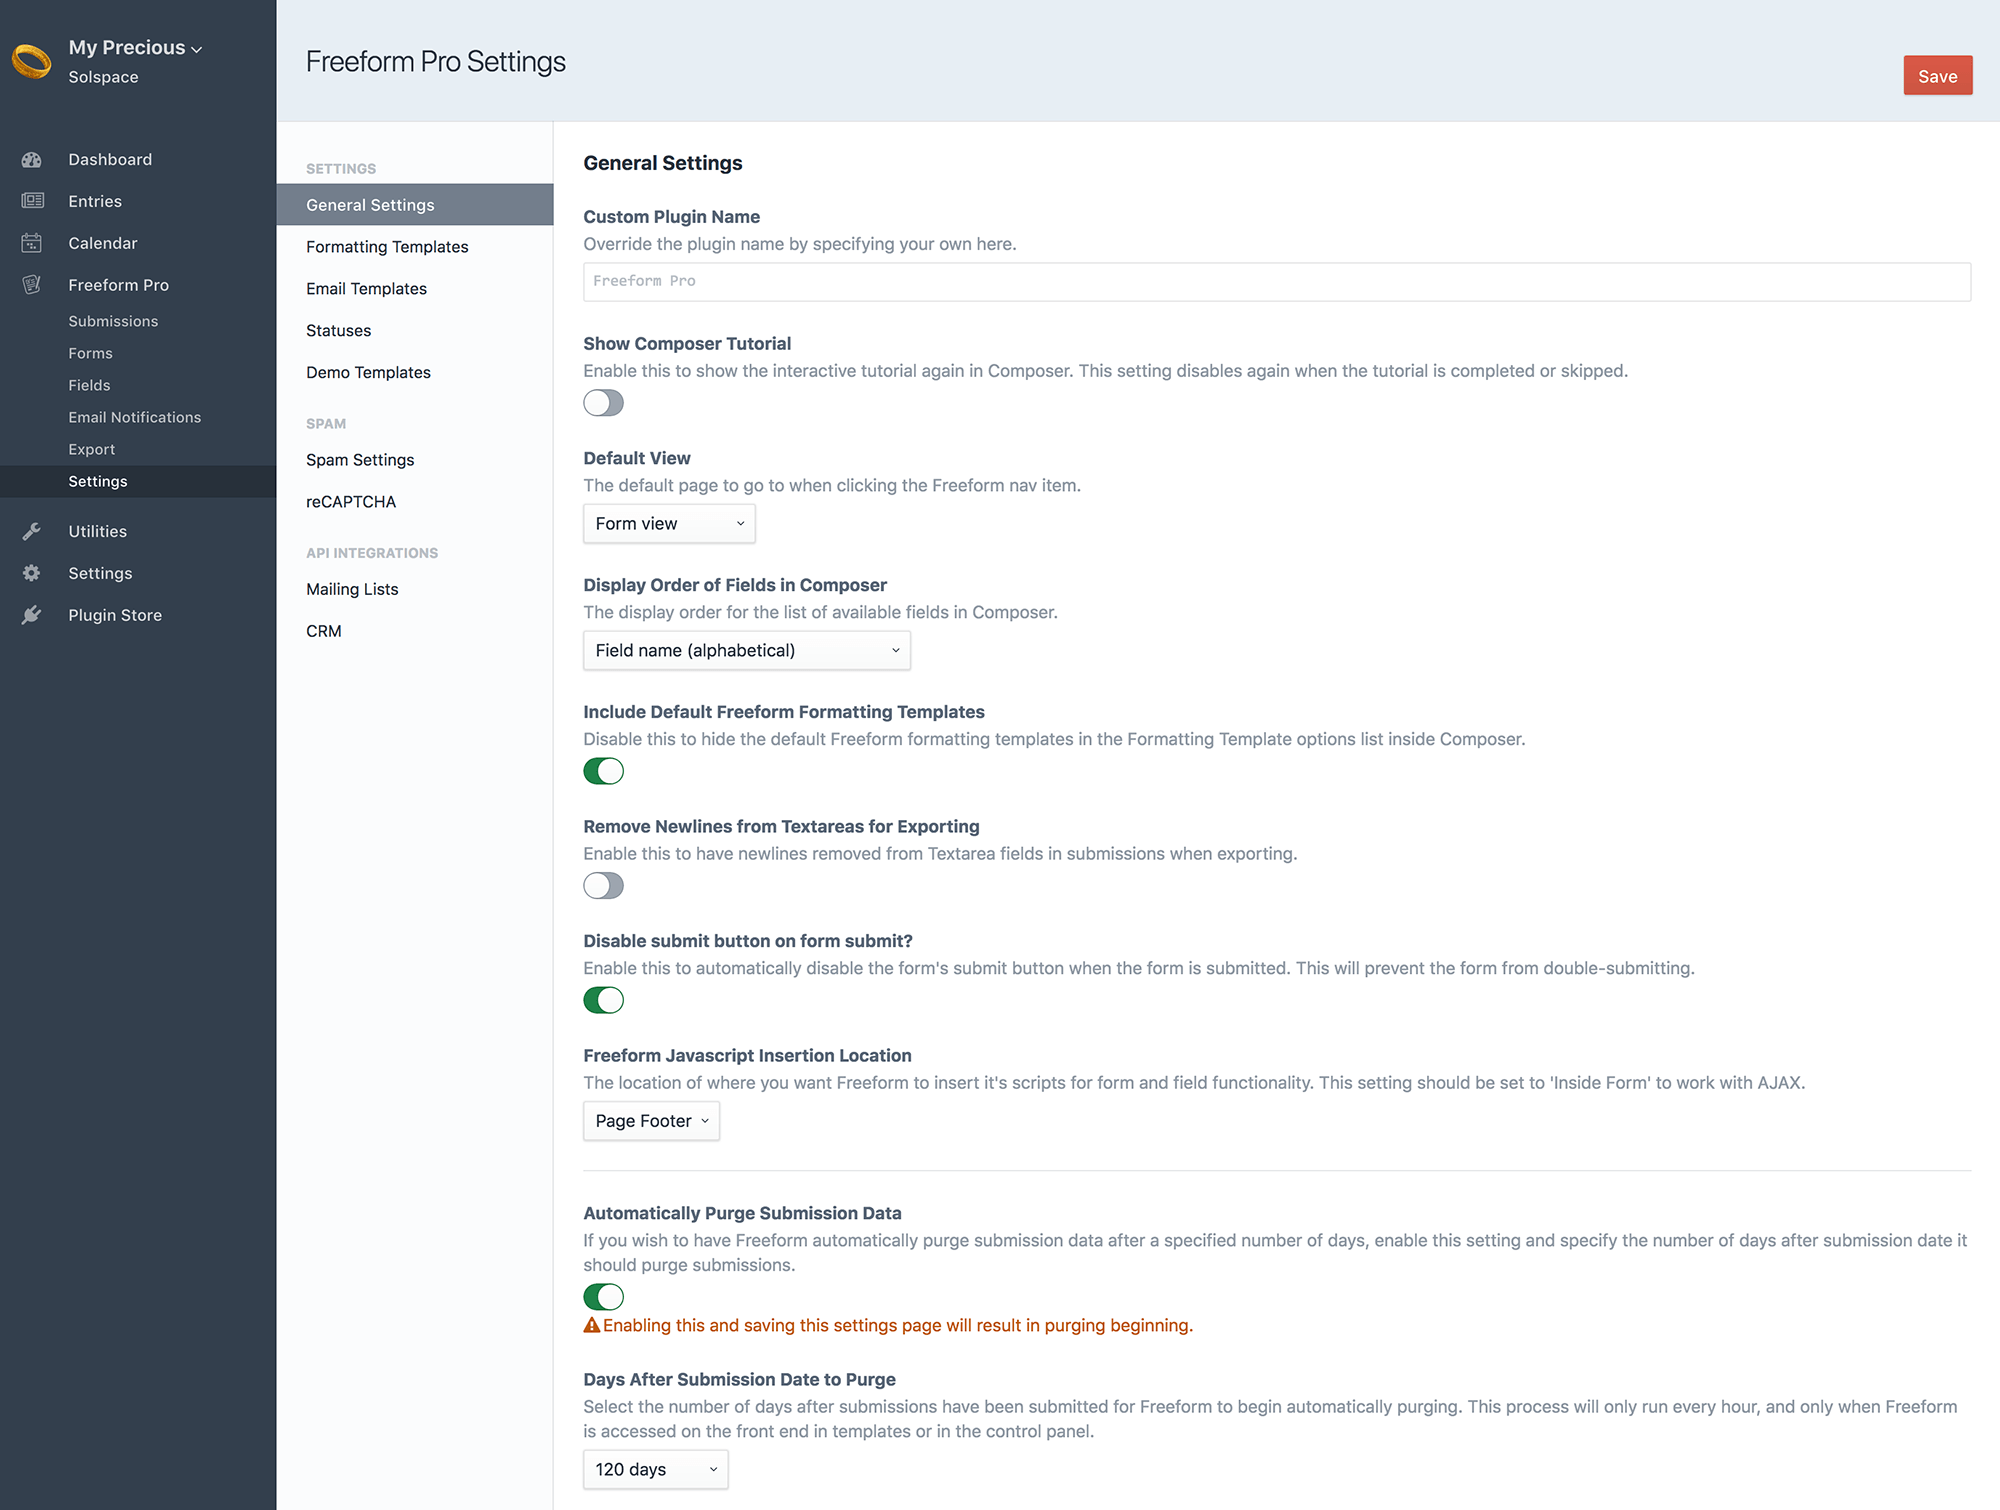 My Precious
Solspace
Dashboard
Entries
Calendar
Freeform Pro
Submissions
Forms
Fields
Email Notifications
Export
Settings
Utilities
Settings
Plugin Store
Freeform Pro Settings
Save
SETTINGS
General Settings
Formatting Templates
Email Templates
Statuses
Demo Templates
SPAM
Spam Settings
reCAPTCHA
API INTEGRATIONS
Mailing Lists
CRM
General Settings
Custom Plugin Name
Override the plugin name by specifying your own here.
Freeform Pro
Show Composer Tutorial
Enable this to show the interactive tutorial again in Composer. This setting disables again when the tutorial is completed or skipped.
Default View
The default page to go to when clicking the Freeform nav item.
Form view
Display Order of Fields in Composer
The display order for the list of available fields in Composer.
Field name (alphabetical)
Include Default Freeform Formatting Templates
Disable this to hide the default Freeform formatting templates in the Formatting Template options list inside Composer.
Remove Newlines from Textareas for Exporting
Enable this to have newlines removed from Textarea fields in submissions when exporting.
Disable submit button on form submit?
Enable this to automatically disable the form's submit button when the form is submitted. This will prevent the form from double-submitting.
Freeform Javascript Insertion Location
The location of where you want Freeform to insert it's scripts for form and field functionality. This setting should be set to 'Inside Form' to work with AJAX.
Page Footer
Automatically Purge Submission Data
If you wish to have Freeform automatically purge submission data after a specified number of days, enable this setting and specify the number of days after submission date it
should purge submissions.
Enabling this and saving this settings page will result in purging beginning.
Days After Submission Date to Purge
Select the number of days after submissions have been submitted for Freeform to begin automatically purging. This process will only run every hour, and only when Freeform
is accessed on the front end in templates or in the control panel.
120 days